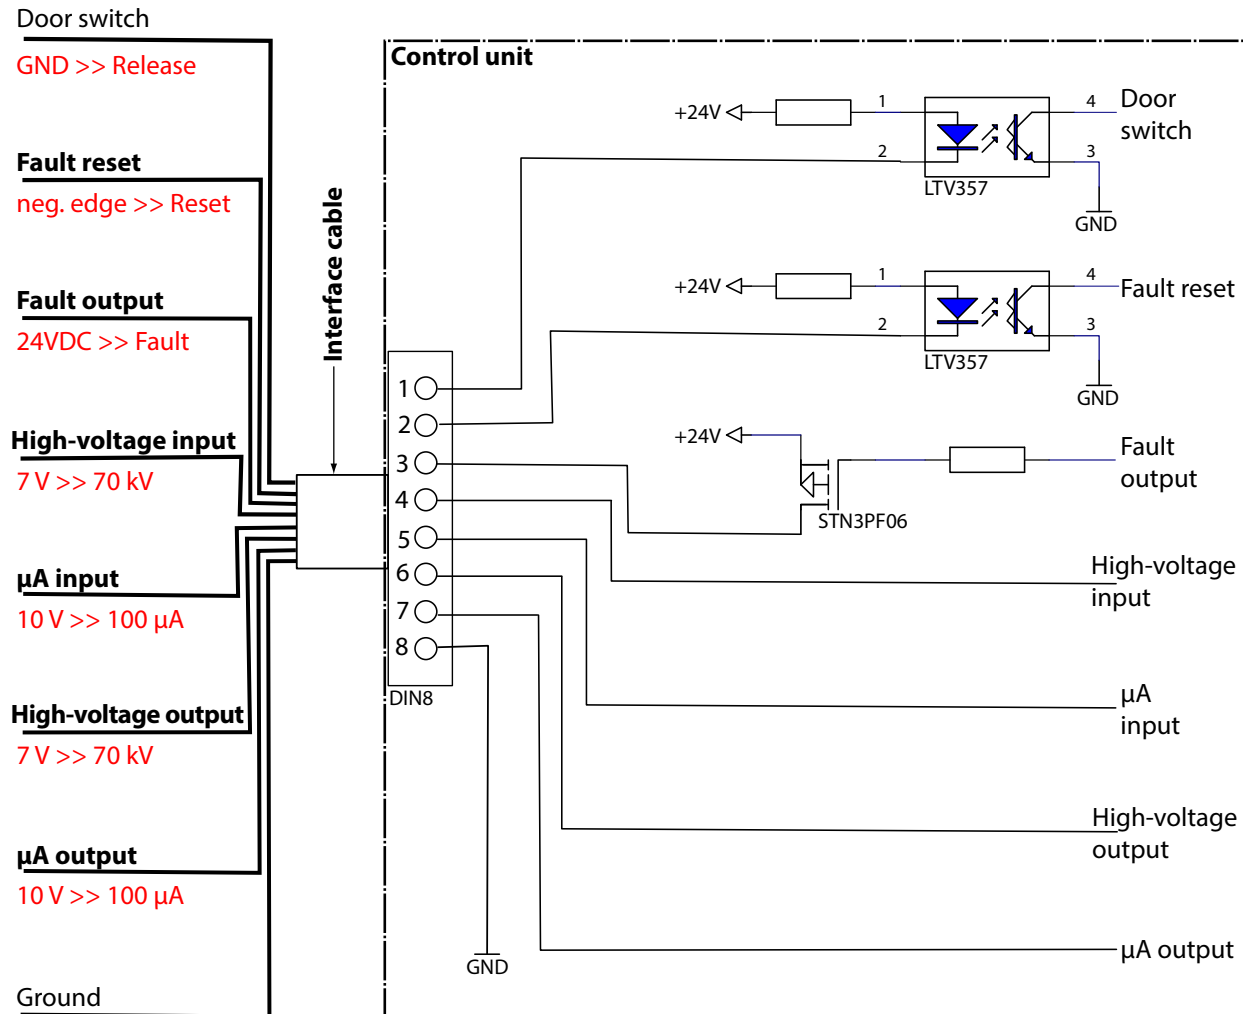 Door switch
GND >> Release
Fault reset
neg. edge >> Reset
Fault output
24VDC >> Fault
High-voltage input
7 V >> 70 kV
µA input
10 V >> 100 µA
High-voltage output
7 V >> 70 kV
µA output
10 V >> 100 µA
Ground
Interface cable
Control unit
1
2
3
4
5
6
7
8
DIN8
GND
+24V
1
2
4
3
LTV357
GND
Door
switch
+24V
1
2
4
3
LTV357
GND
Fault reset
+24V
STN3PF06
Fault
output
High-voltage
input
µA
input
High-voltage
output
µA output